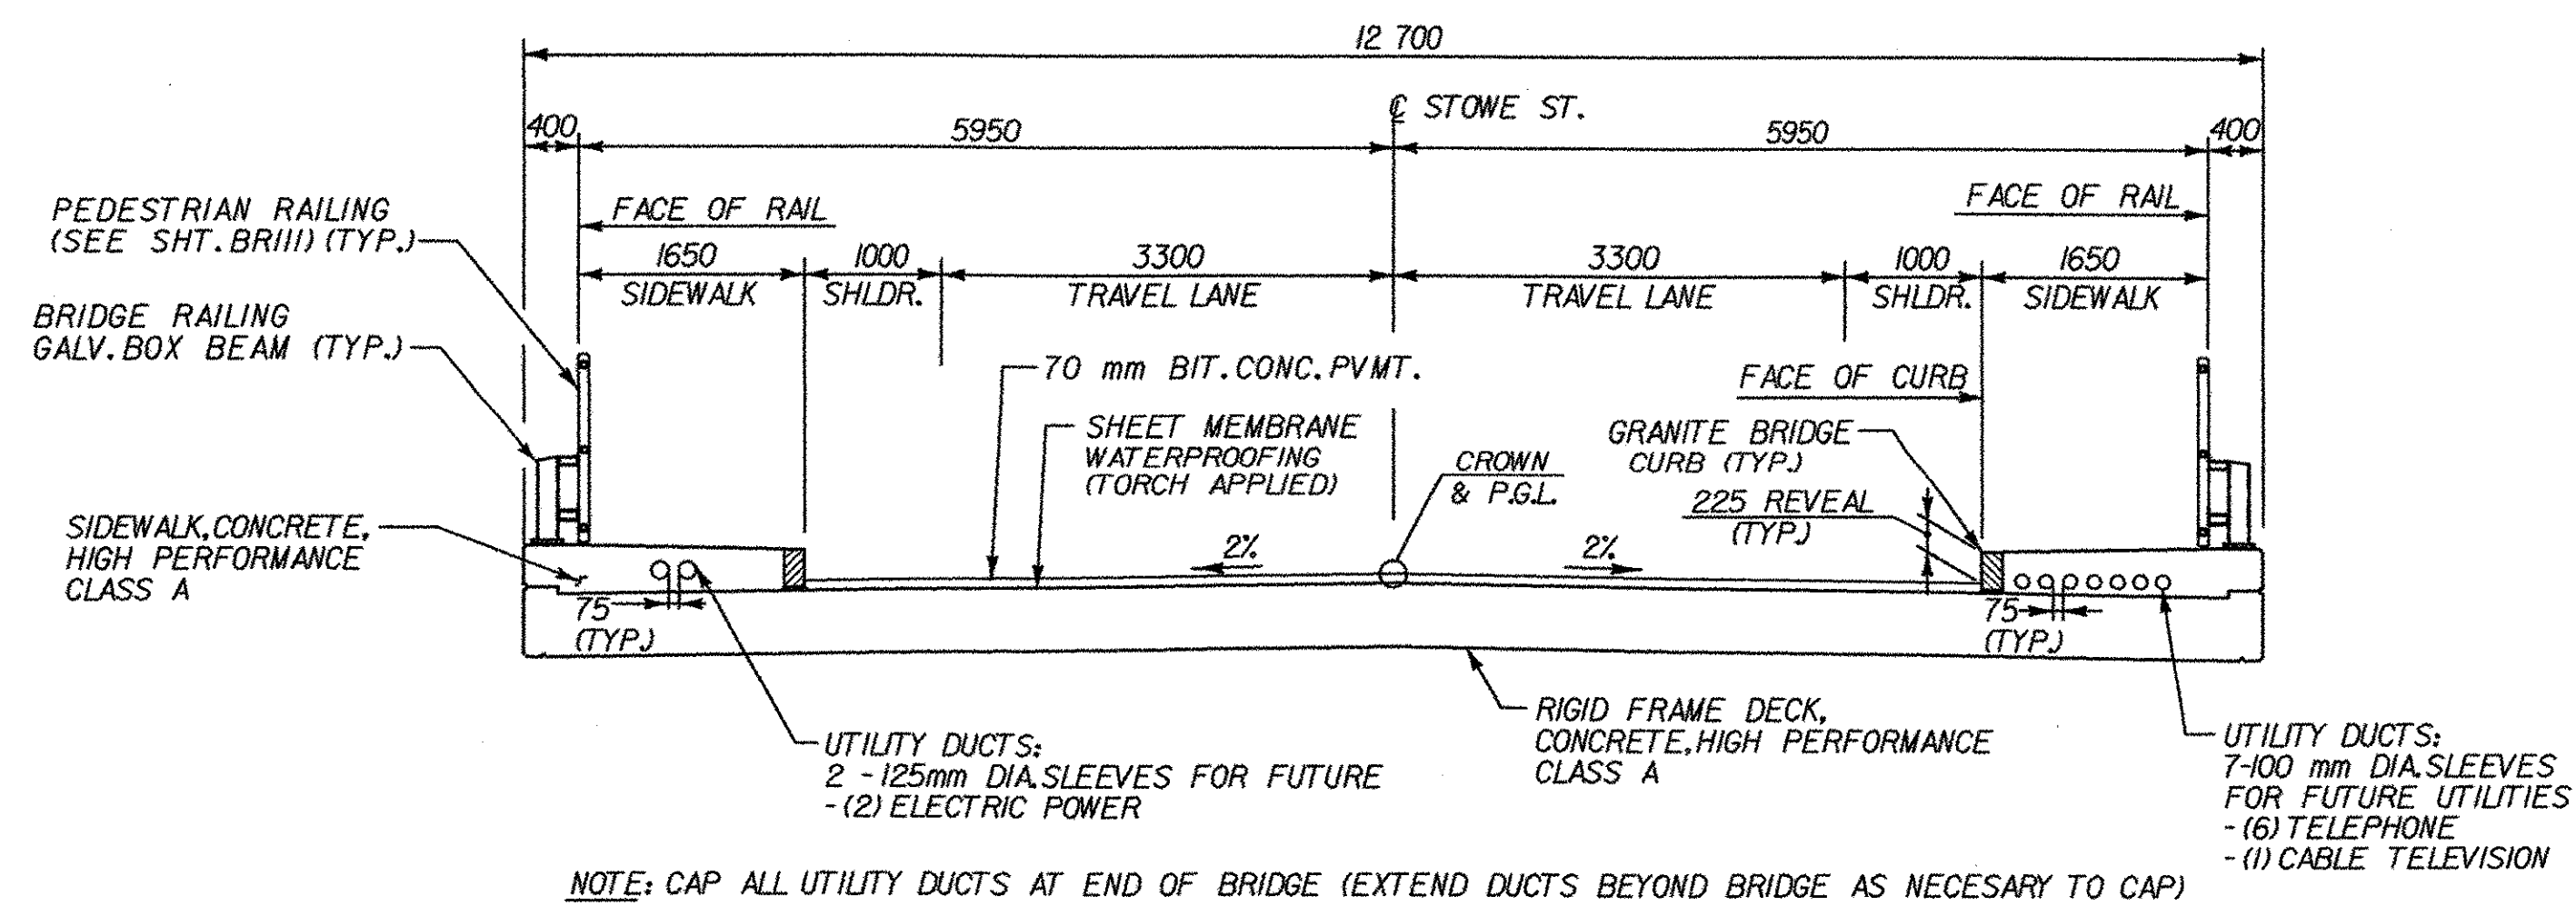 12 700
₵ STOWE ST.
400
5950
5950
400
PEDESTRIAN RAILING
(SEE SHT. BR111) (TYP.)
FACE OF RAIL
FACE OF RAIL
1650
1000
3300
3300
1000
1650
SIDEWALK
SHLDR.
TRAVEL LANE
TRAVEL LANE
SHLDR.
SIDEWALK
BRIDGE RAILING
GALV. BOX BEAM (TYP.)
70 mm BIT. CONC. PVMT.
FACE OF CURB
SHEET MEMBRANE
WATERPROOFING
(TORCH APPLIED)
CROWN
& P.G.L.
GRANITE BRIDGE
CURB (TYP.)
225 REVEAL
(TYP.)
SIDEWALK, CONCRETE,
HIGH PERFORMANCE
CLASS A
2%
2%
75
(TYP.)
75
(TYP.)
RIGID FRAME DECK,
CONCRETE, HIGH PERFORMANCE
CLASS A
UTILITY DUCTS:
2 - 125mm DIA. SLEEVES FOR FUTURE
- (2) ELECTRIC POWER
UTILITY DUCTS:
7-100 mm DIA. SLEEVES
FOR FUTURE UTILITIES
- (6) TELEPHONE
- (1) CABLE TELEVISION
NOTE: CAP ALL UTILITY DUCTS AT END OF BRIDGE (EXTEND DUCTS BEYOND BRIDGE AS NECESARY TO CAP)